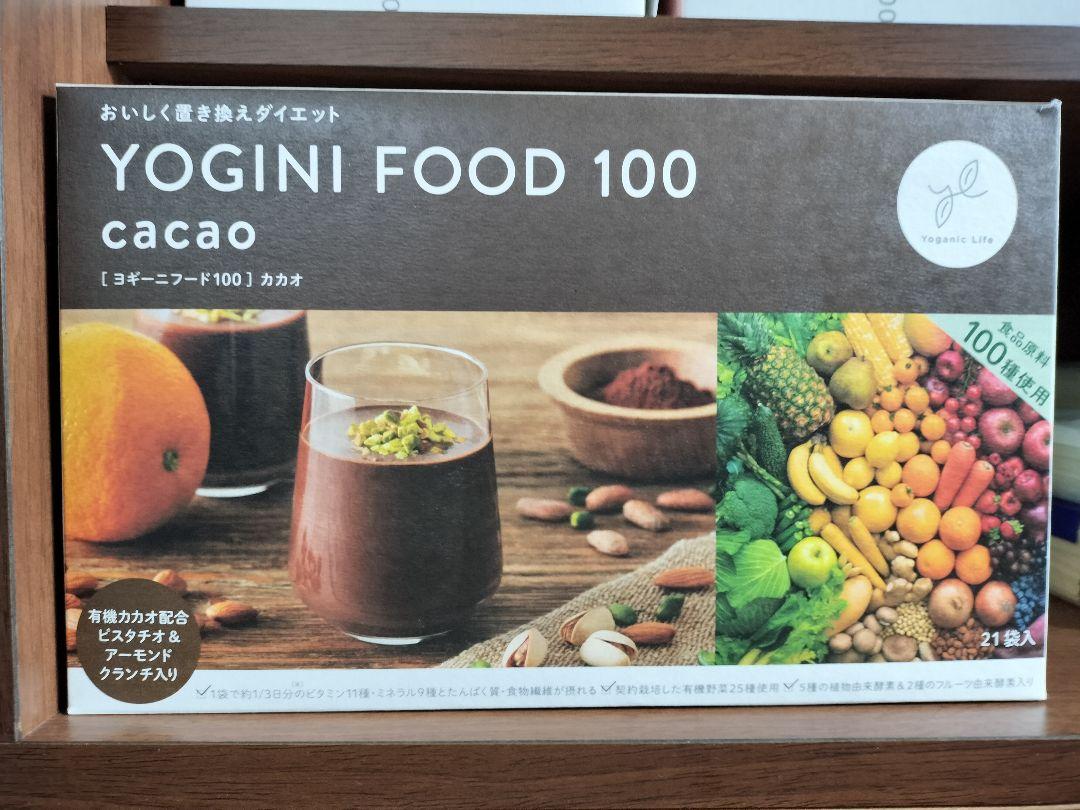 おいしく置き換えダイエット
YOGINI FOOD 100
cacao
[ ヨギーニフード100 ] カカオ
yl
Yoganic Life
食品原料
100種使用
有機カカオ配合
ピスタチオ &
アーモンド
クランチ入り
21袋入
1袋で約1/3日分(※)のビタミン11種・ミネラル9種とたんぱく質・食物繊維が摂れる 契約栽培した有機野菜25種使用 5種の植物由来酵素&2種のフルーツ由来酵素入り